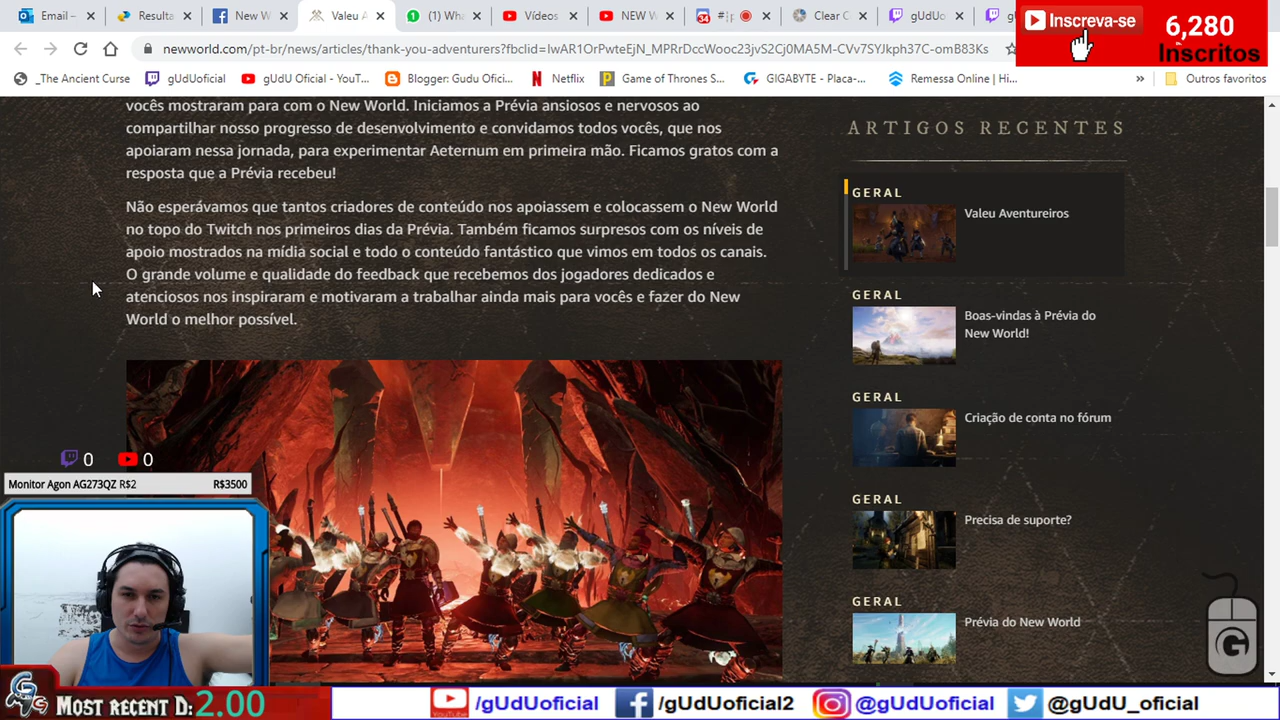 Email –
Resulta
New W
Valeu A
(1) Wha
Vídeos
NEW W
34
Clear C
gUdUo
Inscreva-se
6,280
Inscritos
newworld.com/pt-br/news/articles/thank-you-adventurers?fbclid=IwAR1OrPwteEjN_MPRrDccWooc23jvS2Cj0MA5M-CVv7SYJkph37C-omB83Ks
_The Ancient Curse
gUdUoficial
gUdU Oficial - YouT...
Blogger: Gudu Ofici...
Netflix
Game of Thrones S...
GIGABYTE - Placa-...
Remessa Online | Hi...
»
Outros favoritos
vocês mostraram para com o New World. Iniciamos a Prévia ansiosos e nervosos ao
compartilhar nosso progresso de desenvolvimento e convidamos todos vocês, que nos
apoiaram nessa jornada, para experimentar Aeternum em primeira mão. Ficamos gratos com a
resposta que a Prévia recebeu!
Não esperávamos que tantos criadores de conteúdo nos apoiassem e colocassem o New World
no topo do Twitch nos primeiros dias da Prévia. Também ficamos surpresos com os níveis de
apoio mostrados na mídia social e todo o conteúdo fantástico que vimos em todos os canais.
O grande volume e qualidade do feedback que recebemos dos jogadores dedicados e
atenciosos nos inspiraram e motivaram a trabalhar ainda mais para vocês e fazer do New
World o melhor possível.
ARTIGOS RECENTES
GERAL
Valeu Aventureiros
GERAL
Boas-vindas à Prévia do
New World!
GERAL
Criação de conta no fórum
GERAL
Precisa de suporte?
GERAL
Prévia do New World
0
0
Monitor Agon AG273QZ R$2
R$3500
G
Most recent D: 2.00
/gUdUoficial
/gUdUoficial2
@gUdUoficial
@gUdU_oficial